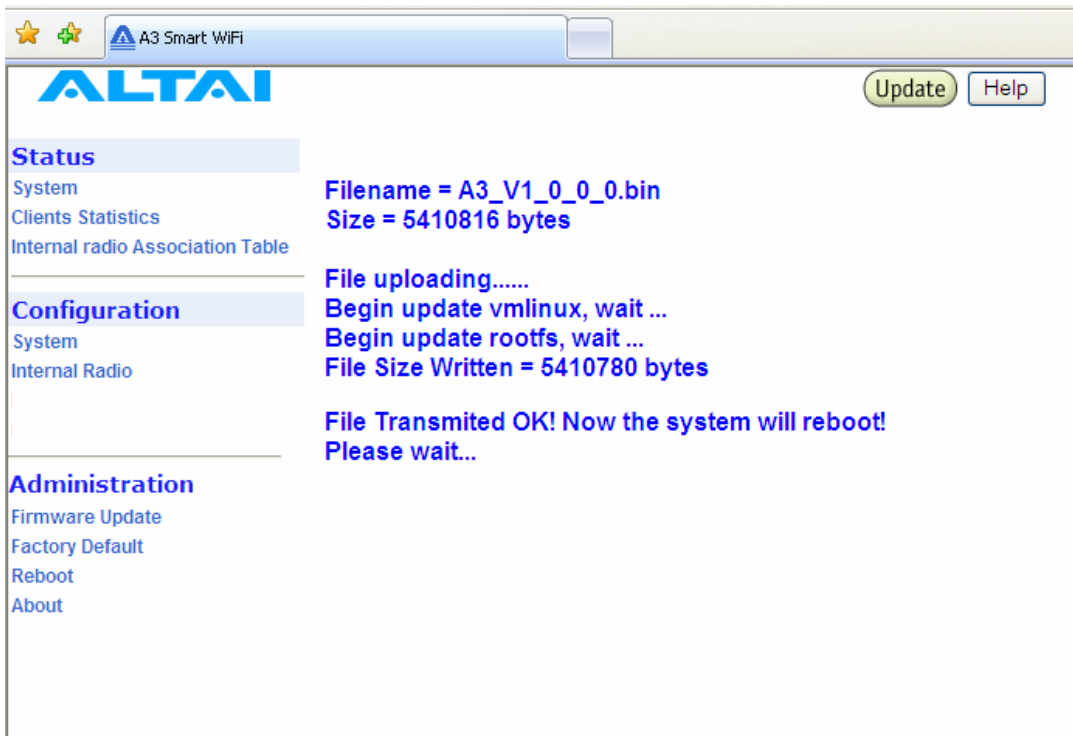 A3 Smart WiFi
ALTAI
Update
Help
Status
System
Clients Statistics
Internal radio Association Table
Configuration
System
Internal Radio
Administration
Firmware Update
Factory Default
Reboot
About
Filename = A3_V1_0_0_0.bin
Size = 5410816 bytes
File uploading......
Begin update vmlinux, wait ...
Begin update rootfs, wait ...
File Size Written = 5410780 bytes
File Transmited OK! Now the system will reboot!
Please wait...